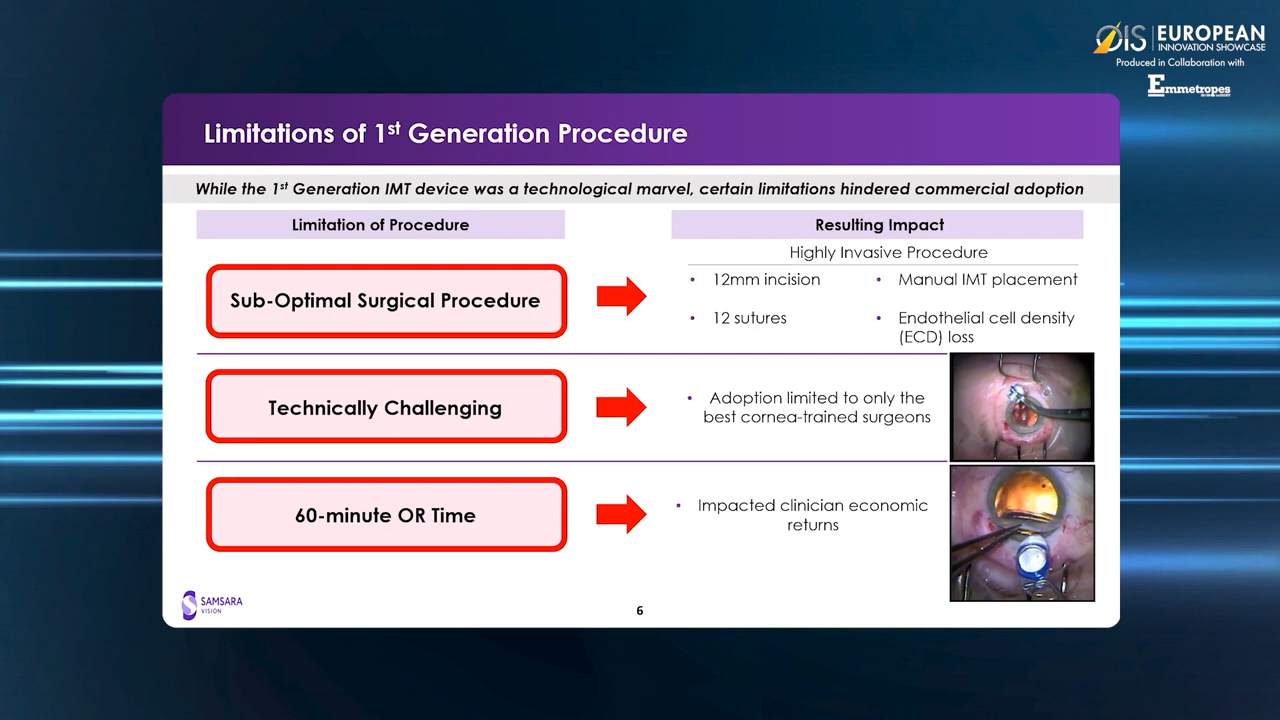 OIS EUROPEAN
INNOVATION SHOWCASE
Produced in Collaboration with
Emmetropes
Limitations of 1st Generation Procedure
While the 1st Generation IMT device was a technological marvel, certain limitations hindered commercial adoption
Limitation of Procedure
Resulting Impact
Highly Invasive Procedure
Sub-Optimal Surgical Procedure
• 12mm incision
• 12 sutures
• Manual IMT placement
• Endothelial cell density
(ECD) loss
Technically Challenging
• Adoption limited to only the
best cornea-trained surgeons
60-minute OR Time
• Impacted clinician economic
returns
SAMSARA
VISION
6